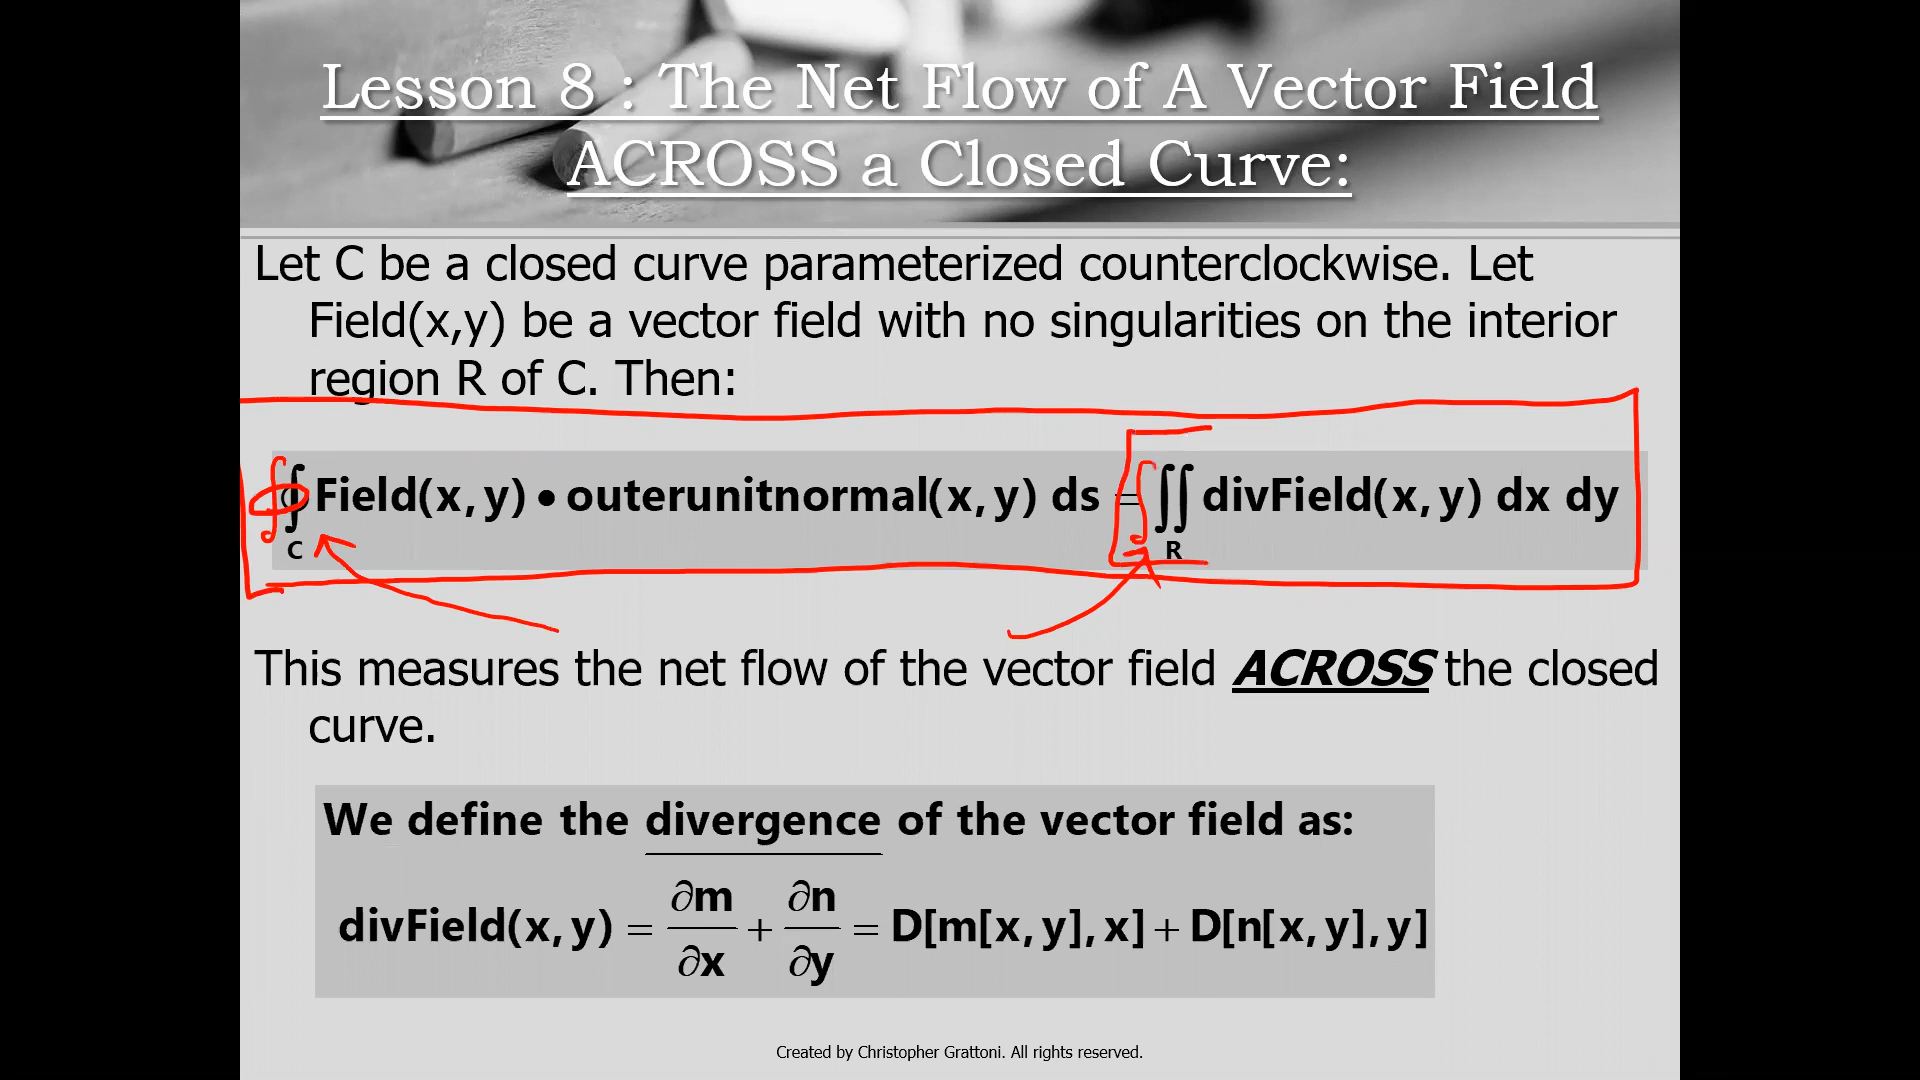 Lesson 8 : The Net Flow of A Vector Field
ACROSS a Closed Curve:
Let C be a closed curve parameterized counterclockwise. Let
Field(x,y) be a vector field with no singularities on the interior
region R of C. Then:
∮_C Field(x, y) • outerunitnormal(x, y) ds = ∬_R divField(x, y) dx dy
This measures the net flow of the vector field ACROSS the closed
curve.
We define the divergence of the vector field as:
divField(x, y) = ∂m/∂x + ∂n/∂y = D[m[x, y], x] + D[n[x, y], y]
Created by Christopher Grattoni. All rights reserved.